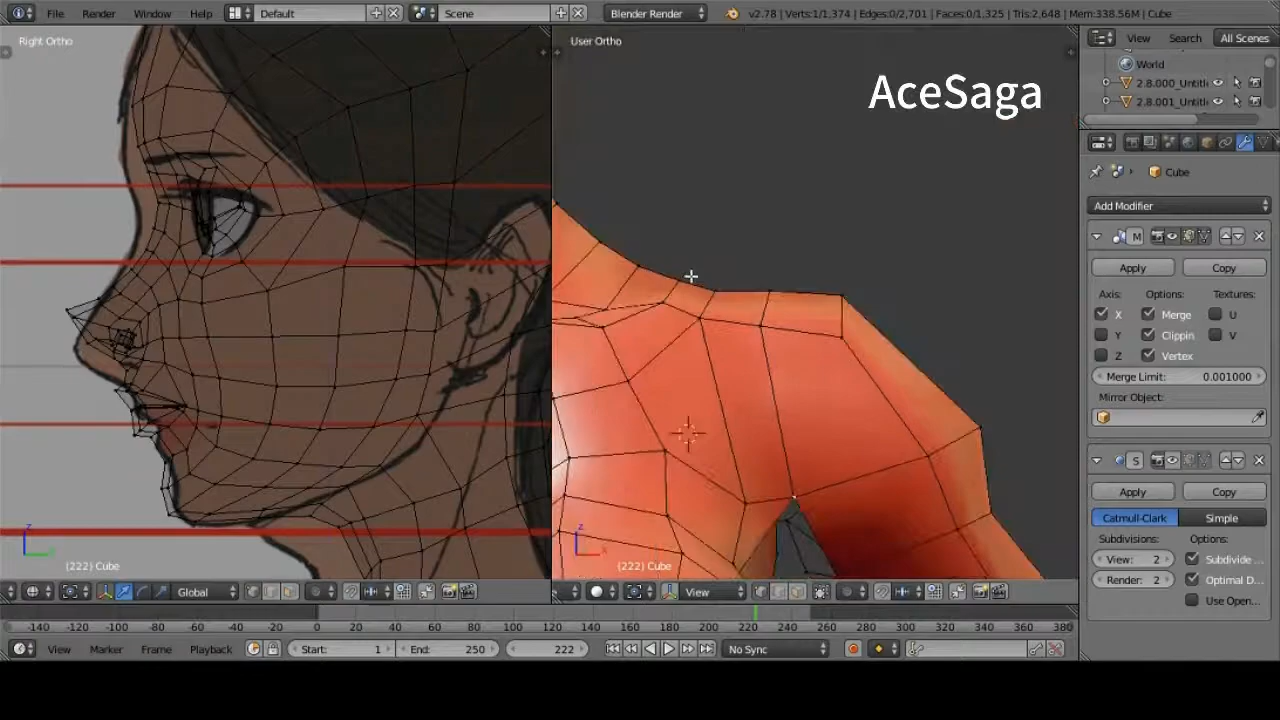 File Render Window Help Default Scene Blender Render v2.78 | Verts:1/1,374 | Edges:0/2,701 | Faces:0/1,325 | Tris:2,648 | Mem:338.56M | Cube
Right Ortho
User Ortho
View Search All Scenes
World
2.8.000_Untitl
2.8.001_Untitl
AceSaga
Cube
Add Modifier
M
Apply Copy
Axis: Options: Textures:
X Merge U
Y Clippin V
Z Vertex
Merge Limit: 0.001000
Mirror Object:
S
Apply Copy
Catmull-Clark Simple
Subdivisions: Options:
View: 2 Subdivide
Render: 2 Optimal D...
Use Open...
(222) Cube
(222) Cube
Global
View
-140 -120 -100 -80 -60 -40 -20 0 20 40 60 80 100 120 140 160 180 200 220 240 260 280 300 320 340 360 380
View Marker Frame Playback Start: 1 End: 250 222 No Sync